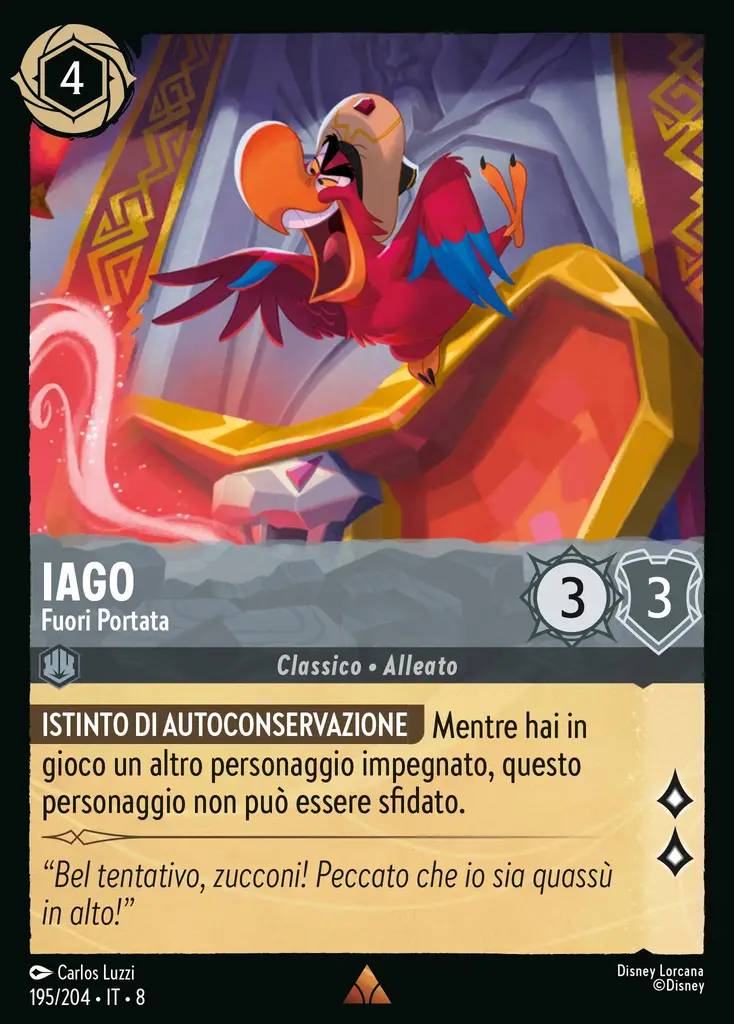 4
IAGO
Fuori Portata
3
3
Classico • Alleato
ISTINTO DI AUTOCONSERVAZIONE Mentre hai in
gioco un altro personaggio impegnato, questo
personaggio non può essere sfidato.
“Bel tentativo, zucconi! Peccato che io sia quassù
in alto!”
Carlos Luzzi
195/204 • IT • 8
Disney Lorcana
©Disney